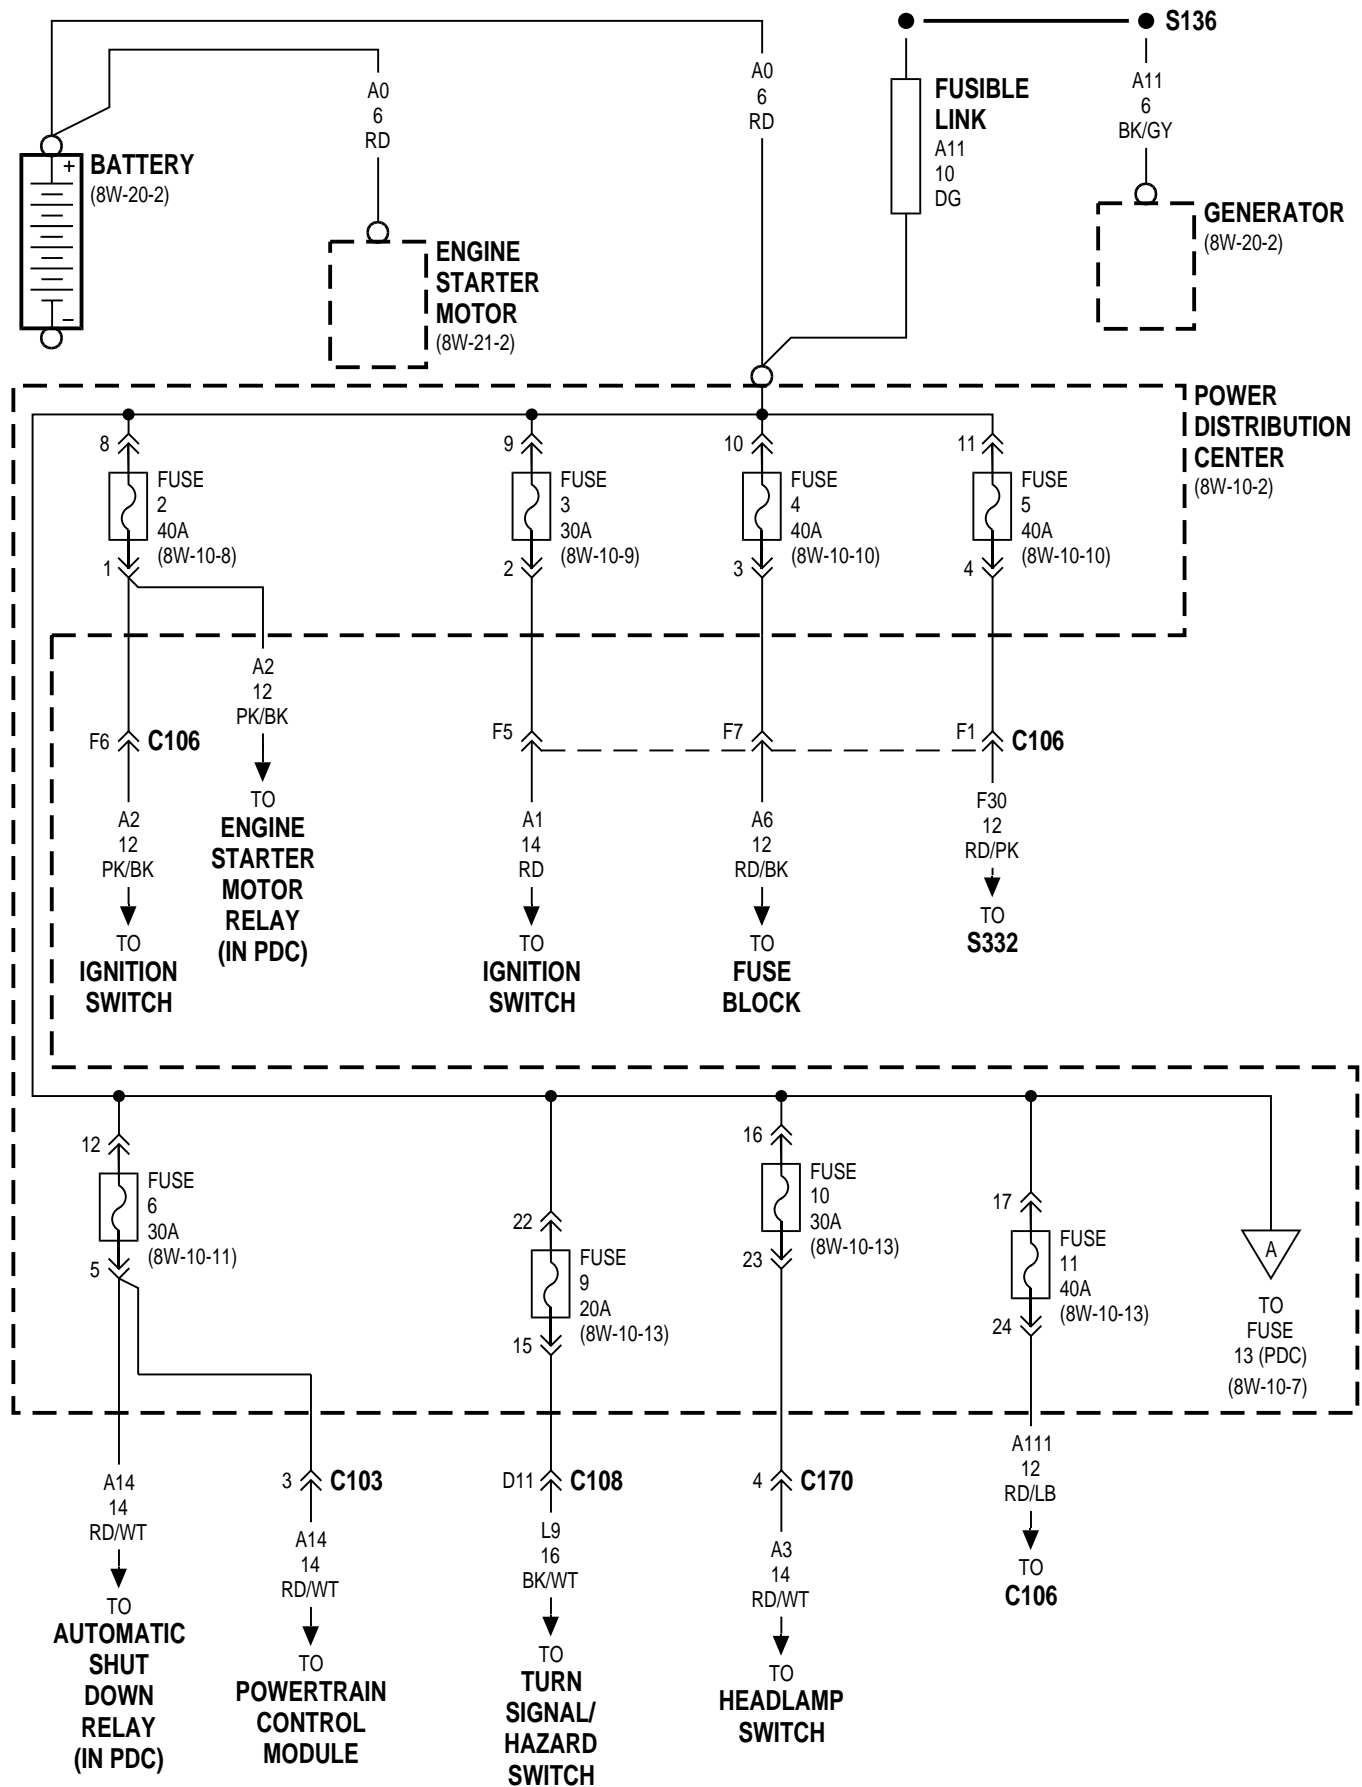 S136
A0
6
RD
A0
6
RD
FUSIBLE
LINK
A11
10
DG
A11
6
BK/GY
+
BATTERY
(8W-20-2)
−
ENGINE
STARTER
MOTOR
(8W-21-2)
GENERATOR
(8W-20-2)
POWER
DISTRIBUTION
CENTER
(8W-10-2)
8
FUSE
2
40A
(8W-10-8)
1
9
FUSE
3
30A
(8W-10-9)
2
10
FUSE
4
40A
(8W-10-10)
3
11
FUSE
5
40A
(8W-10-10)
4
A2
12
PK/BK
TO
ENGINE
STARTER
MOTOR
RELAY
(IN PDC)
F6
C106
A2
12
PK/BK
TO
IGNITION
SWITCH
F5
A1
14
RD
TO
IGNITION
SWITCH
F7
A6
12
RD/BK
TO
FUSE
BLOCK
F1
C106
F30
12
RD/PK
TO
S332
12
FUSE
6
30A
(8W-10-11)
5
22
FUSE
9
20A
(8W-10-13)
15
16
FUSE
10
30A
(8W-10-13)
23
17
FUSE
11
40A
(8W-10-13)
24
A
TO
FUSE
13 (PDC)
(8W-10-7)
A14
14
RD/WT
TO
AUTOMATIC
SHUT
DOWN
RELAY
(IN PDC)
3
C103
A14
14
RD/WT
TO
POWERTRAIN
CONTROL
MODULE
D11
C108
L9
16
BK/WT
TO
TURN
SIGNAL/
HAZARD
SWITCH
4
C170
A3
14
RD/WT
TO
HEADLAMP
SWITCH
A111
12
RD/LB
TO
C106